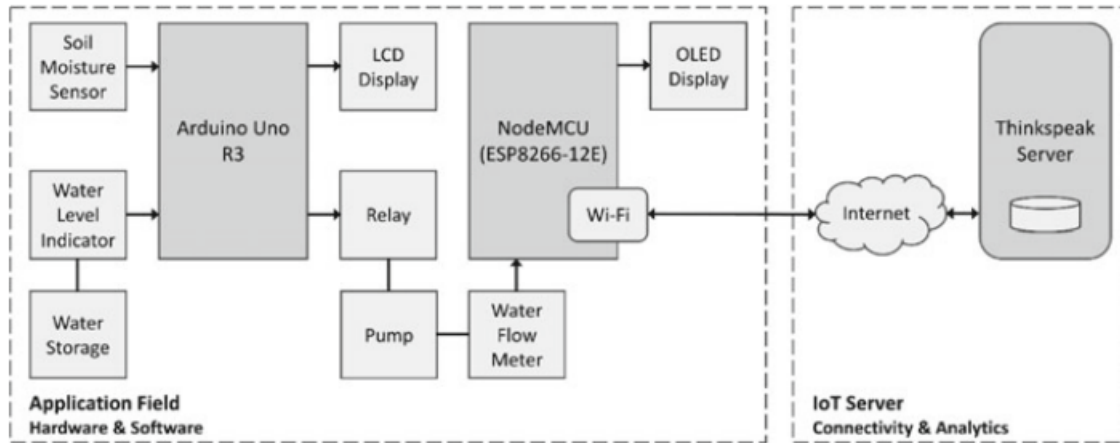 Soil
Moisture
Sensor
Arduino Uno
R3
LCD
Display
NodeMCU
(ESP8266-12E)
OLED
Display
Thinkspeak
Server
Water
Level
Indicator
Relay
Wi-Fi
Internet
Water
Storage
Pump
Water
Flow
Meter
Application Field
Hardware & Software
IoT Server
Connectivity & Analytics